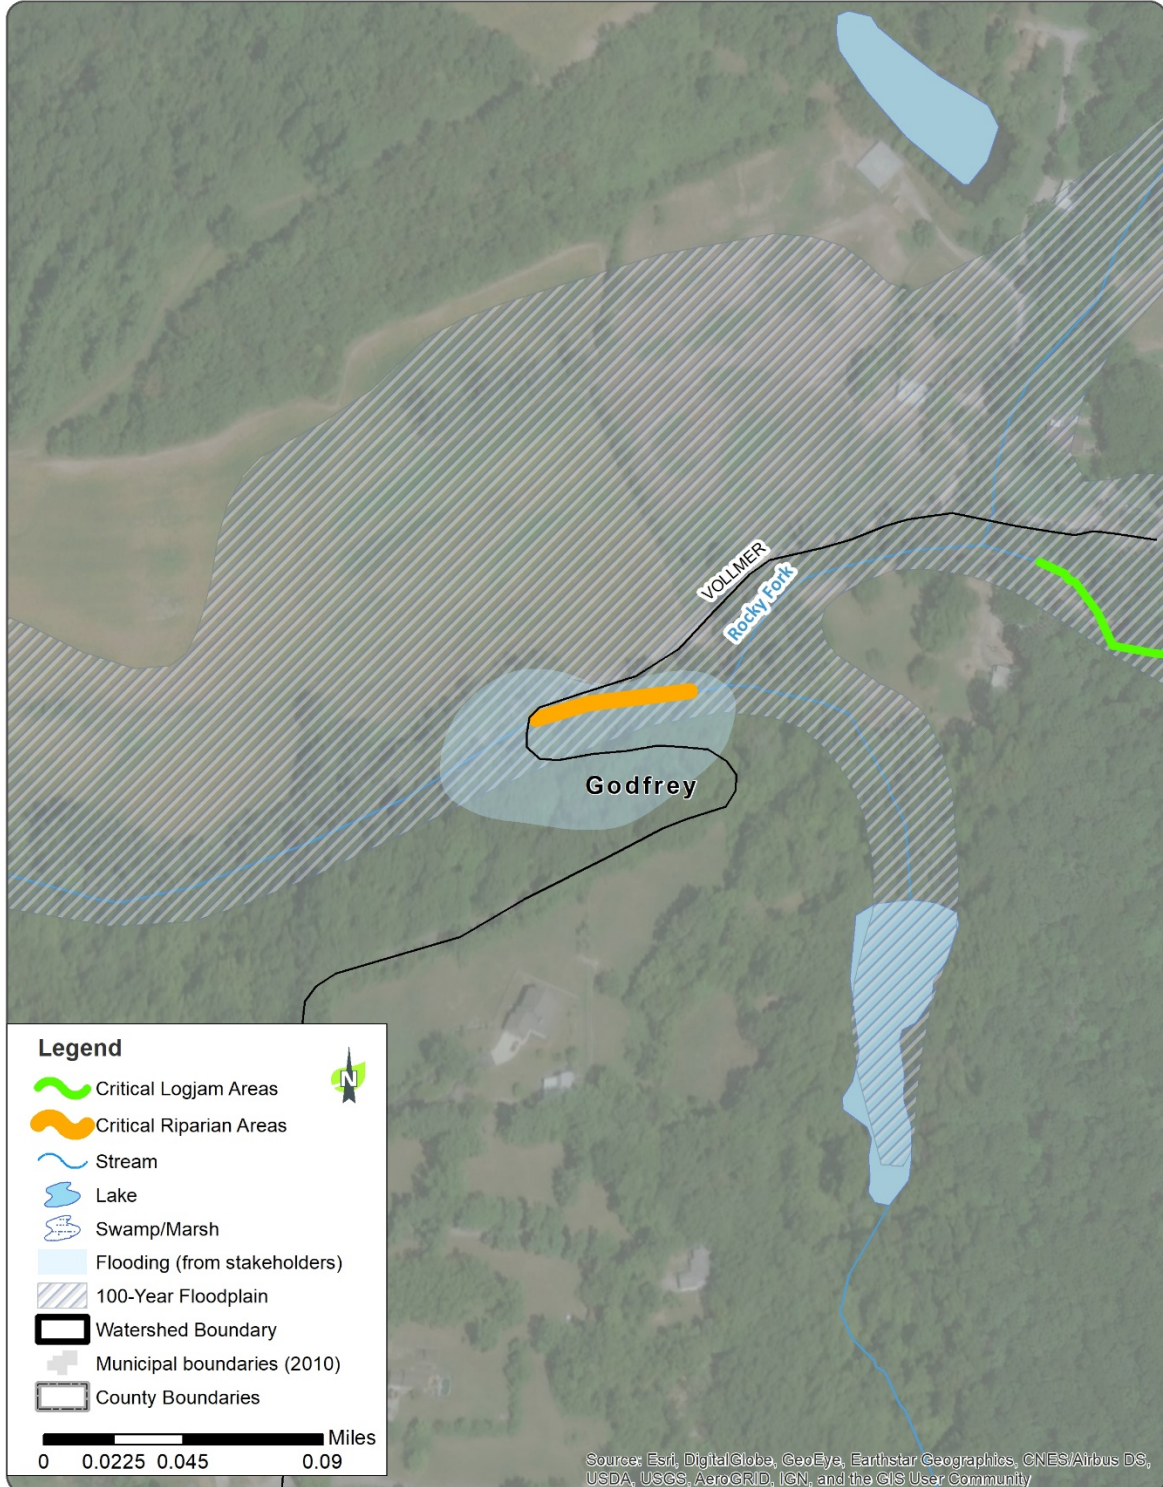 VOLLMER
Rocky Fork
Godfrey
Legend
N
Critical Logjam Areas
Critical Riparian Areas
Stream
Lake
Swamp/Marsh
Flooding (from stakeholders)
100-Year Floodplain
Watershed Boundary
Municipal boundaries (2010)
County Boundaries
Miles
0 0.0225 0.045 0.09
Source: Esri, DigitalGlobe, GeoEye, Earthstar Geographics, CNES/Airbus DS,
USDA, USGS, AeroGRID, IGN, and the GIS User Community